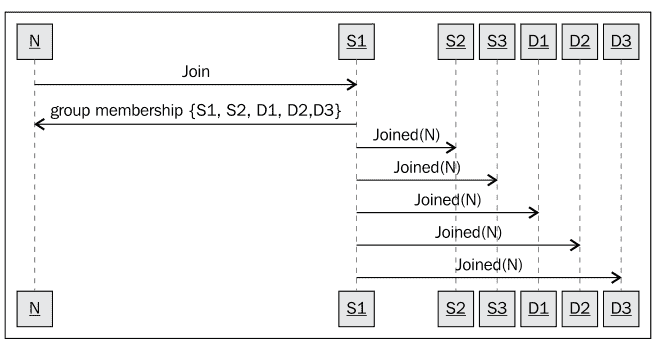 N S1 S2 S3 D1 D2 D3
Join
group membership {S1, S2, D1, D2,D3}
Joined(N)
Joined(N)
Joined(N)
Joined(N)
Joined(N)
N S1 S2 S3 D1 D2 D3